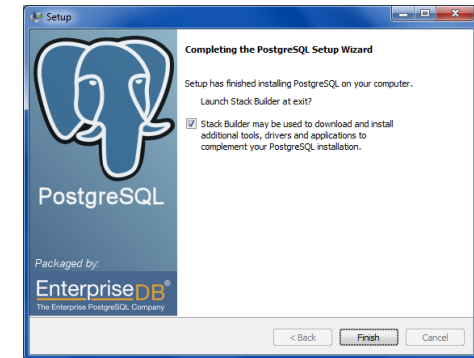 Setup
Completing the PostgreSQL Setup Wizard
Setup has finished installing PostgreSQL on your computer.
Launch Stack Builder at exit?
Stack Builder may be used to download and install
additional tools, drivers and applications to
complement your PostgreSQL installation.
PostgreSQL
Packaged by:
EnterpriseDB®
The Enterprise PostgreSQL Company
< Back
Finish
Cancel